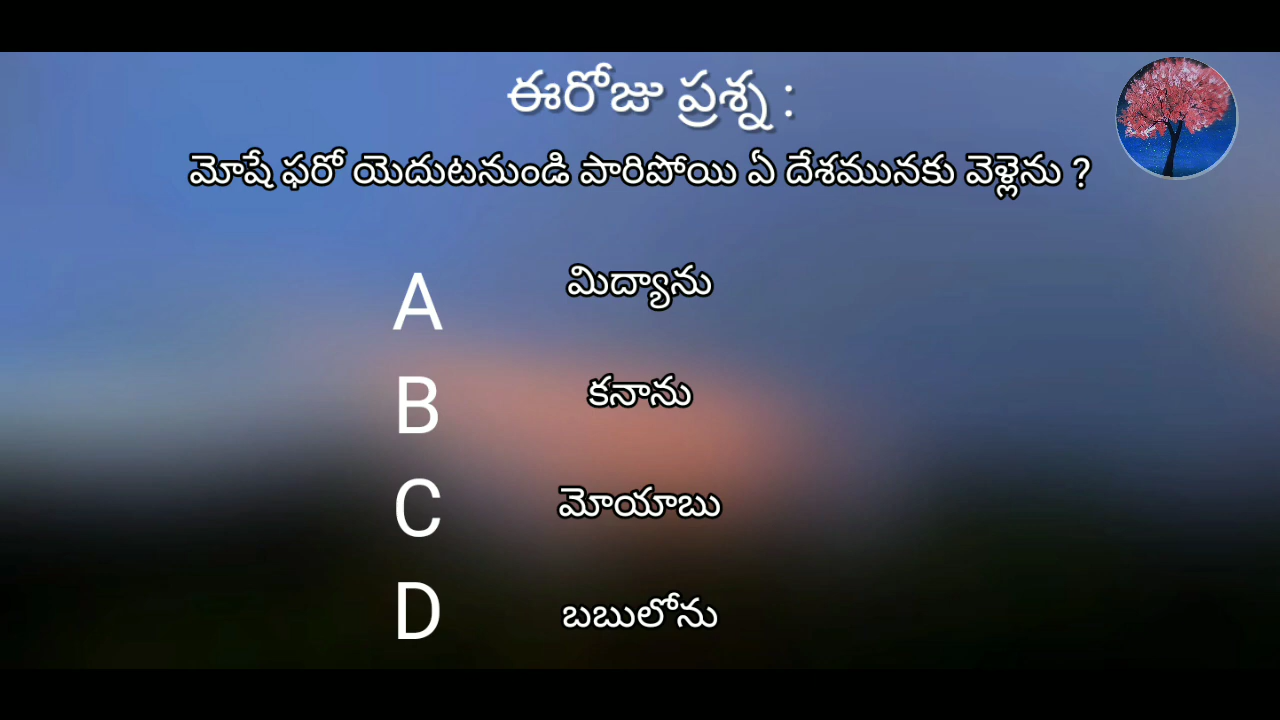 ఈరోజు ప్రశ్న :
మోషే ఫరో యెదుటనుండి పారిపోయి ఏ దేశమునకు వెళ్లెను ?
A మిద్యాను
B కనాను
C మోయాబు
D బబులోను